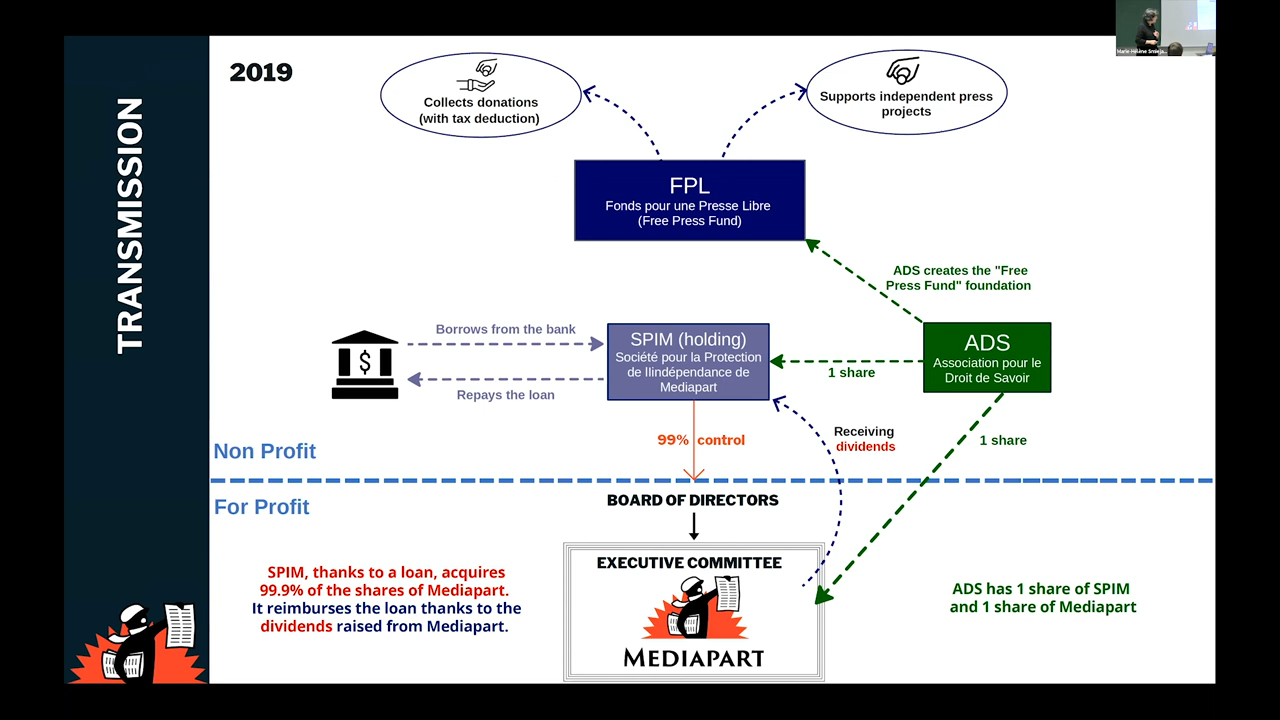 Marie Hélène Smieja...
TRANSMISSION
2019
Collects donations
(with tax deduction)
Supports independent press
projects
FPL
Fonds pour une Presse Libre
(Free Press Fund)
ADS creates the "Free
Press Fund" foundation
Borrows from the bank
Repays the loan
$
SPIM (holding)
Société pour la Protection
de lIindépendance de
Mediapart
1 share
ADS
Association pour le
Droit de Savoir
99% control
Receiving
dividends
1 share
Non Profit
For Profit
BOARD OF DIRECTORS
EXECUTIVE COMMITTEE
MEDIAPART
SPIM, thanks to a loan, acquires
99.9% of the shares of Mediapart.
It reimburses the loan thanks to the
dividends raised from Mediapart.
ADS has 1 share of SPIM
and 1 share of Mediapart